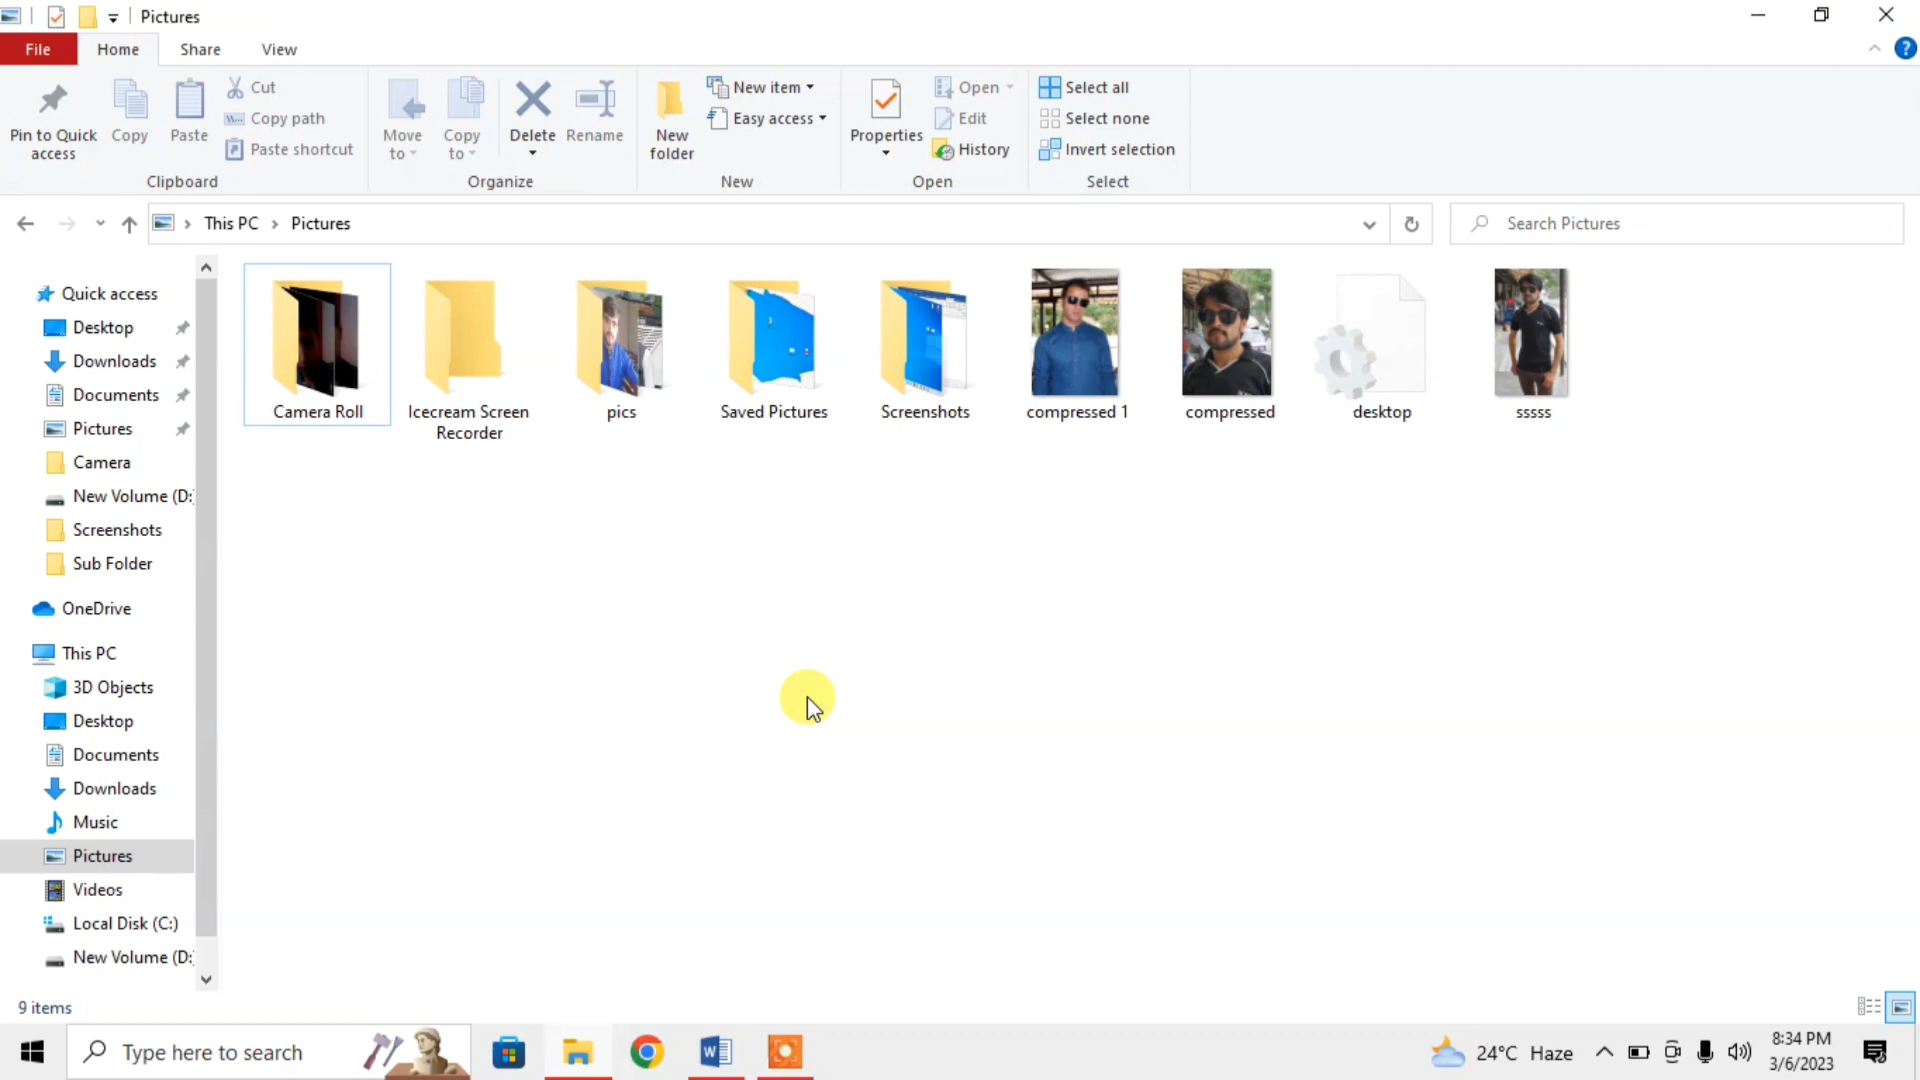 Pictures
File Home Share View
Pin to Quick access
Copy
Paste
Cut
Copy path
Paste shortcut
Clipboard
Move to
Copy to
Delete
Rename
Organize
New folder
New item
Easy access
New
Properties
Open
Edit
History
Open
Select all
Select none
Invert selection
Select
This PC > Pictures
Search Pictures
Quick access
Desktop
Downloads
Documents
Pictures
Camera
New Volume (D:)
Screenshots
Sub Folder
OneDrive
This PC
3D Objects
Desktop
Documents
Downloads
Music
Pictures
Videos
Local Disk (C:)
New Volume (D:)
Camera Roll
Icecream Screen
Recorder
pics
Saved Pictures
Screenshots
compressed 1
compressed
desktop
sssss
9 items
Type here to search
24°C Haze
8:34 PM
3/6/2023